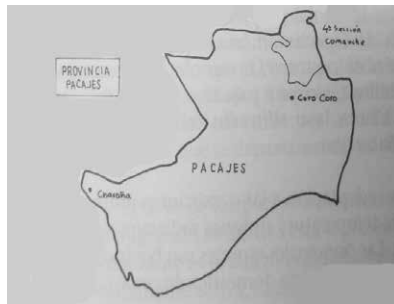 PROVINCIA
PACAJES
4ª Sección
Comanche
Coro Coro
PACAJES
Charaña